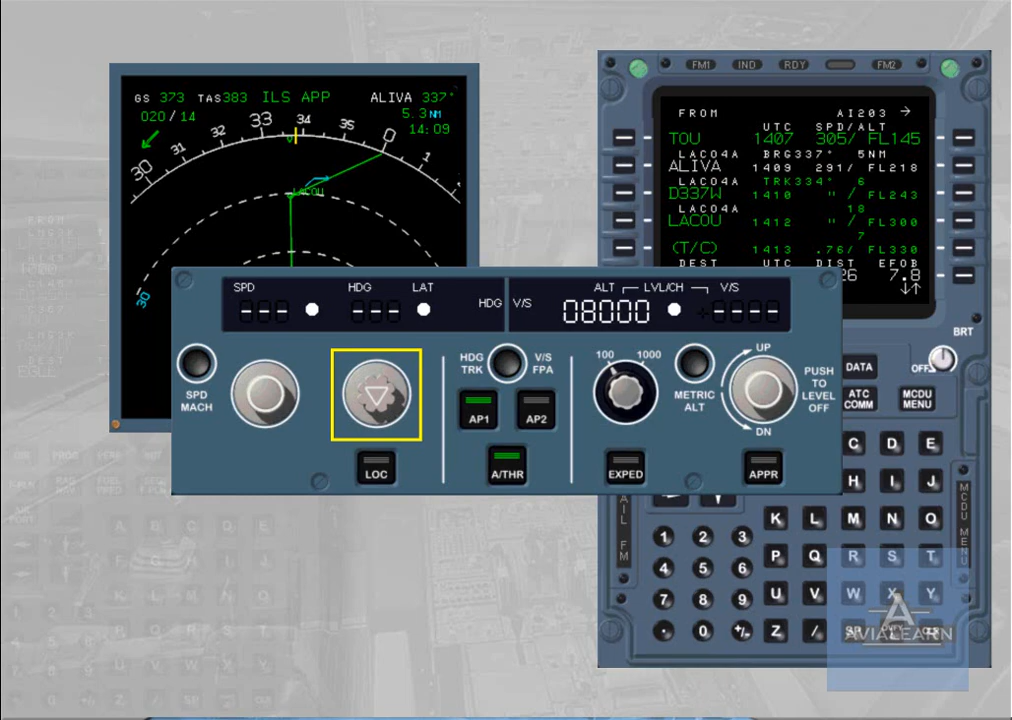 GS 373 TAS383 ILS APP ALIVA 337°
020 / 14 5.3NM
14:09
30 31 32 33 34 35 0 1
LACOU
30
FM1 IND RDY FM2
FROM AI203 →
UTC SPD/ALT
TOU 1407 305/ FL145
LACO4A BRG337° 5NM
ALIVA 1409 291/ FL218
LACO4A TRK334° 6
D337W 1410 " / FL243
LACO4A 18
LACOU 1412 " / FL300
7
(T/C) 1413 .76/ FL330
DEST UTC DIST EFOB
26 7.8
↓↑
SPD HDG LAT HDG V/S ALT LVL/CH V/S
--- --- 08000 ----
HDG TRK V/S FPA
100 1000
UP
SPD MACH
AP1 AP2
METRIC ALT
PUSH TO LEVEL OFF
DN
LOC A/THR EXPED APPR
BRT
DATA OFF
ATC COMM MCDU MENU
C D E
H I J
K L M N O
1 2 3 P Q R S T
4 5 6
7 8 9 U V W X Y
. 0 +/- Z /
MCDU MENU
AVIALEARN